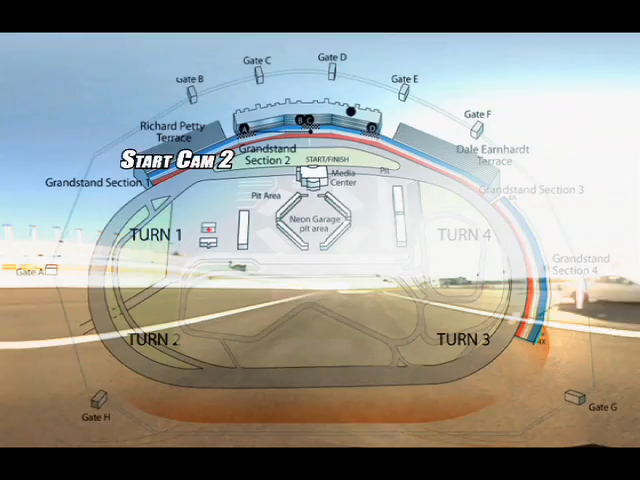 Gate D
Gate C
Gate B
Gate E
Gate F
Richard Petty
Terrace
Dale Earnhardt
Terrace
START CAM 2
Grandstand
Section 2
START/FINISH
Media
Center
Pit
Grandstand Section 1
Grandstand Section 3
Pit Area
Neon Garage
pit area
TURN 1
TURN 4
Grandstand
Section 4
Gate A
TURN 2
TURN 3
Gate H
Gate G